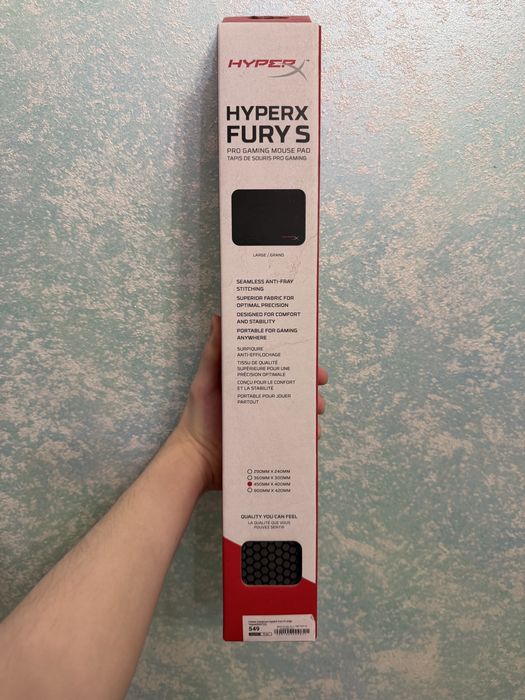 HYPERX
HYPERX
FURY S
PRO GAMING MOUSE PAD
TAPIS DE SOURIS PRO GAMING
LARGE / GRAND
SEAMLESS ANTI-FRAY
STITCHING
SUPERIOR FABRIC FOR
OPTIMAL PRECISION
DESIGNED FOR COMFORT
AND STABILITY
PORTABLE FOR GAMING
ANYWHERE
SURPIQÛRE
ANTI-EFFILOCHAGE
TISSU DE QUALITÉ
SUPÉRIEURE POUR UNE
PRÉCISION OPTIMALE
CONÇU POUR LE CONFORT
ET LA STABILITÉ
PORTABLE POUR JOUER
PARTOUT
290MM X 240MM
360MM X 300MM
450MM X 400MM
900MM X 420MM
QUALITY YOU CAN FEEL
LA QUALITÉ QUE VOUS
POUVEZ SENTIR
549